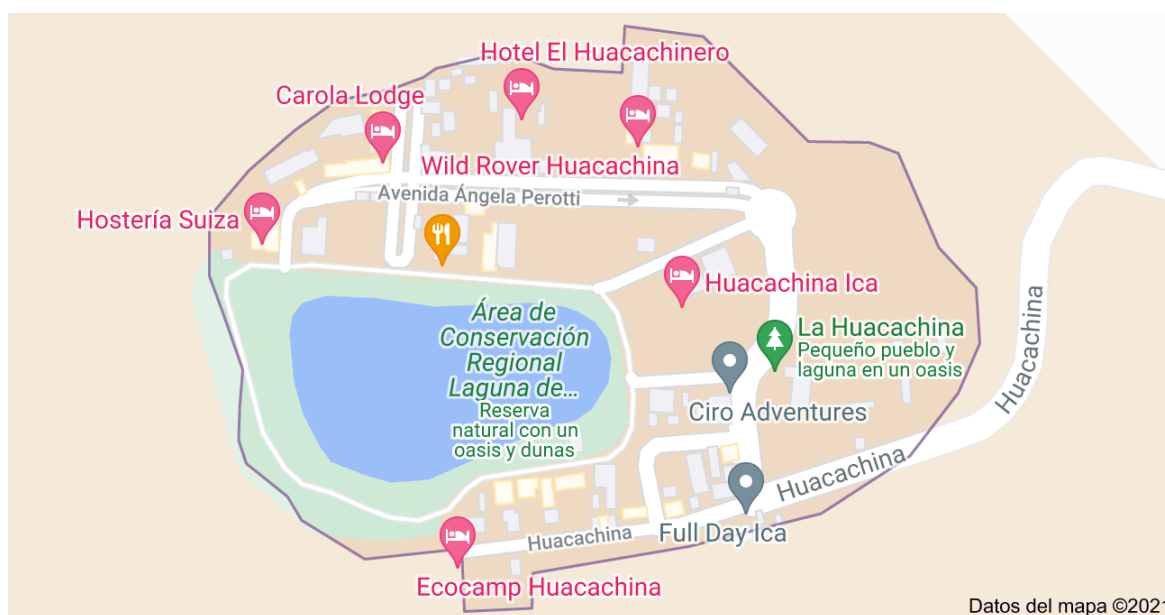 Hotel El Huacachinero
Carola Lodge
Wild Rover Huacachina
Avenida Ángela Perotti
Hostería Suiza
Huacachina Ica
Área de
Conservación
Regional
Laguna de...
Reserva
natural con un
oasis y dunas
La Huacachina
Pequeño pueblo y
laguna en un oasis
Huacachina
Ciro Adventures
Huacachina
Full Day Ica
Huacachina
Ecocamp Huacachina
Datos del mapa ©2021